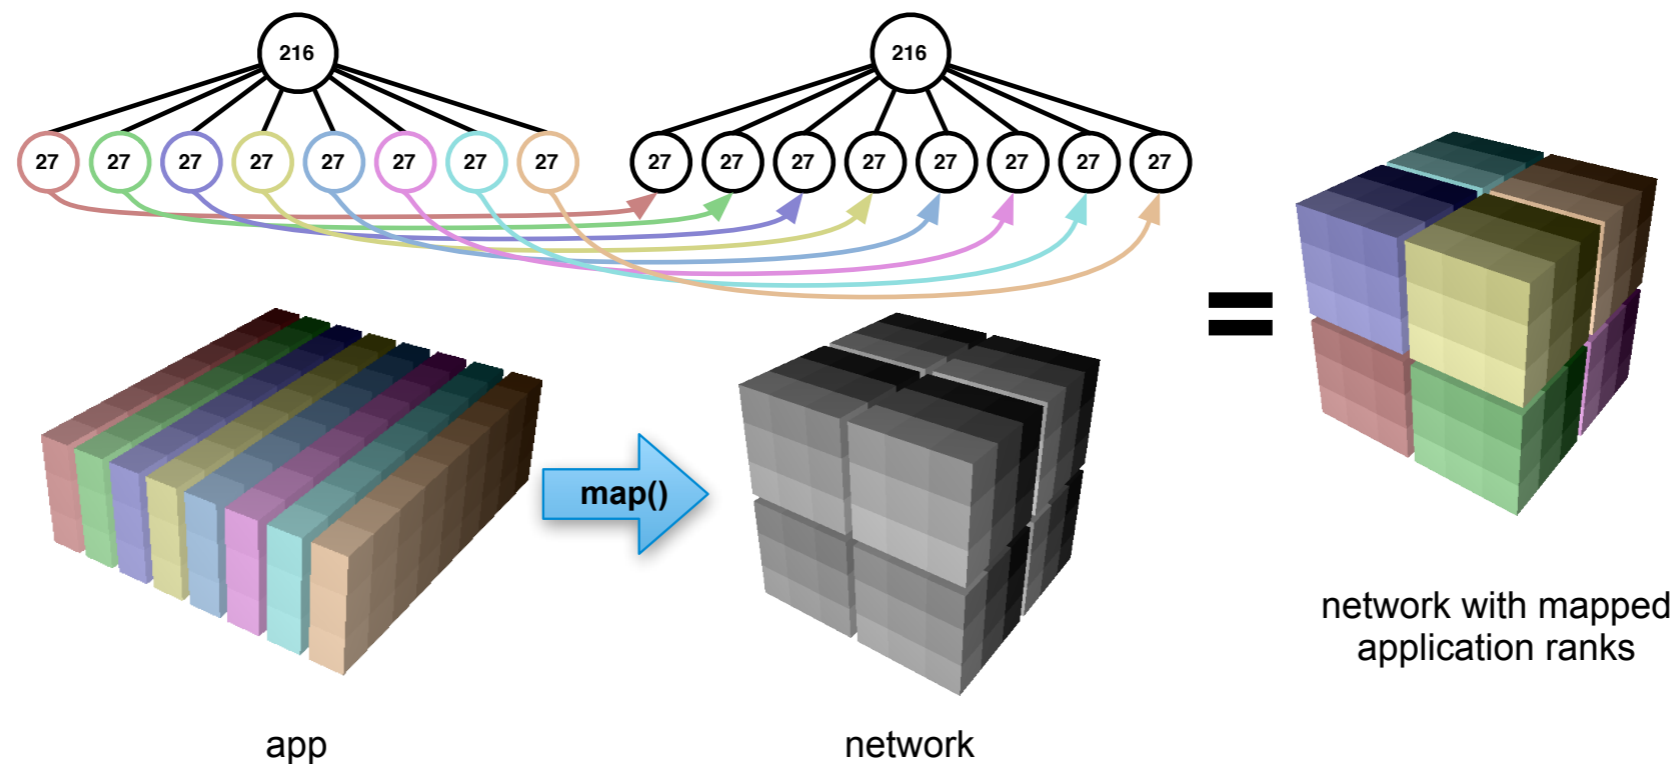 216
216
27 27 27 27 27 27 27 27
27 27 27 27 27 27 27 27
map()
=
network with mapped
application ranks
app
network